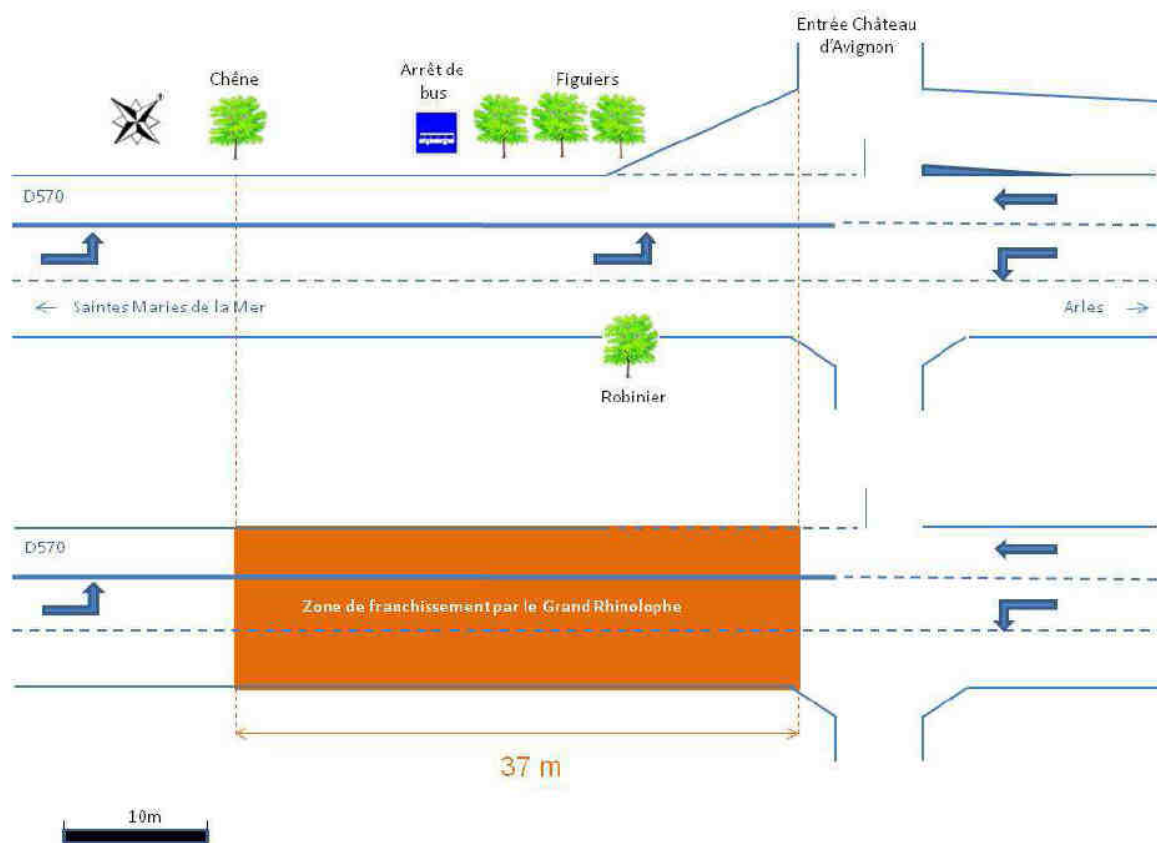 Entrée Château
d'Avignon
Chêne
Arrêt de
bus
Figuiers
D570
← Saintes Maries de la Mer
Arles →
Robinier
D570
Zone de franchissement par le Grand Rhinolophe
37 m
10m